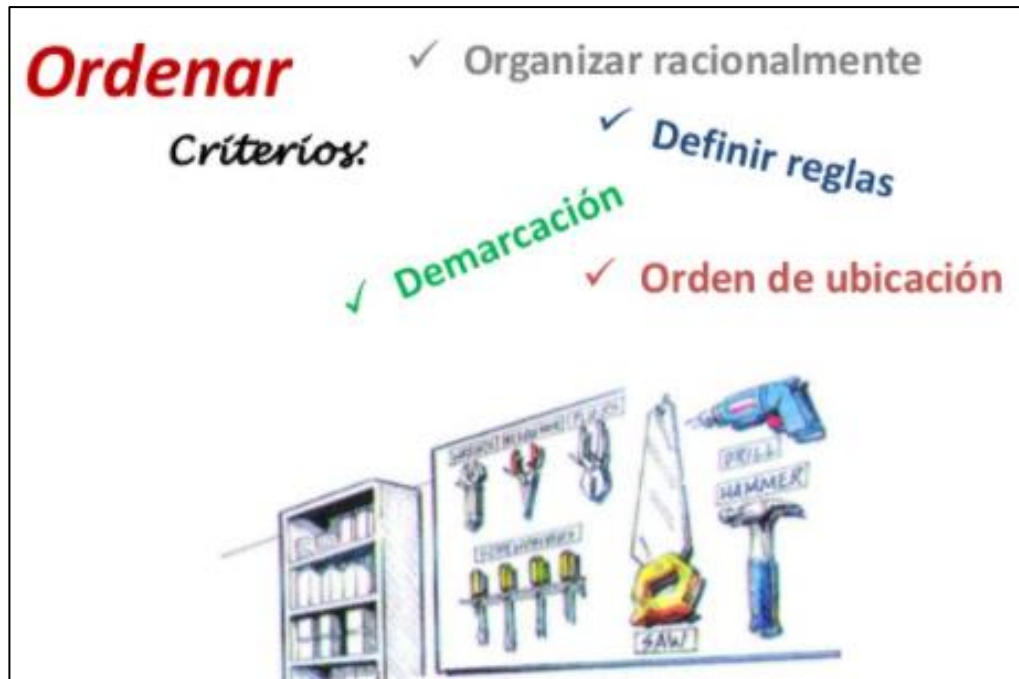 Ordenar
✓ Organizar racionalmente
Criterios:
✓ Definir reglas
✓ Demarcación
✓ Orden de ubicación
DRILL
HAMMER
SAW